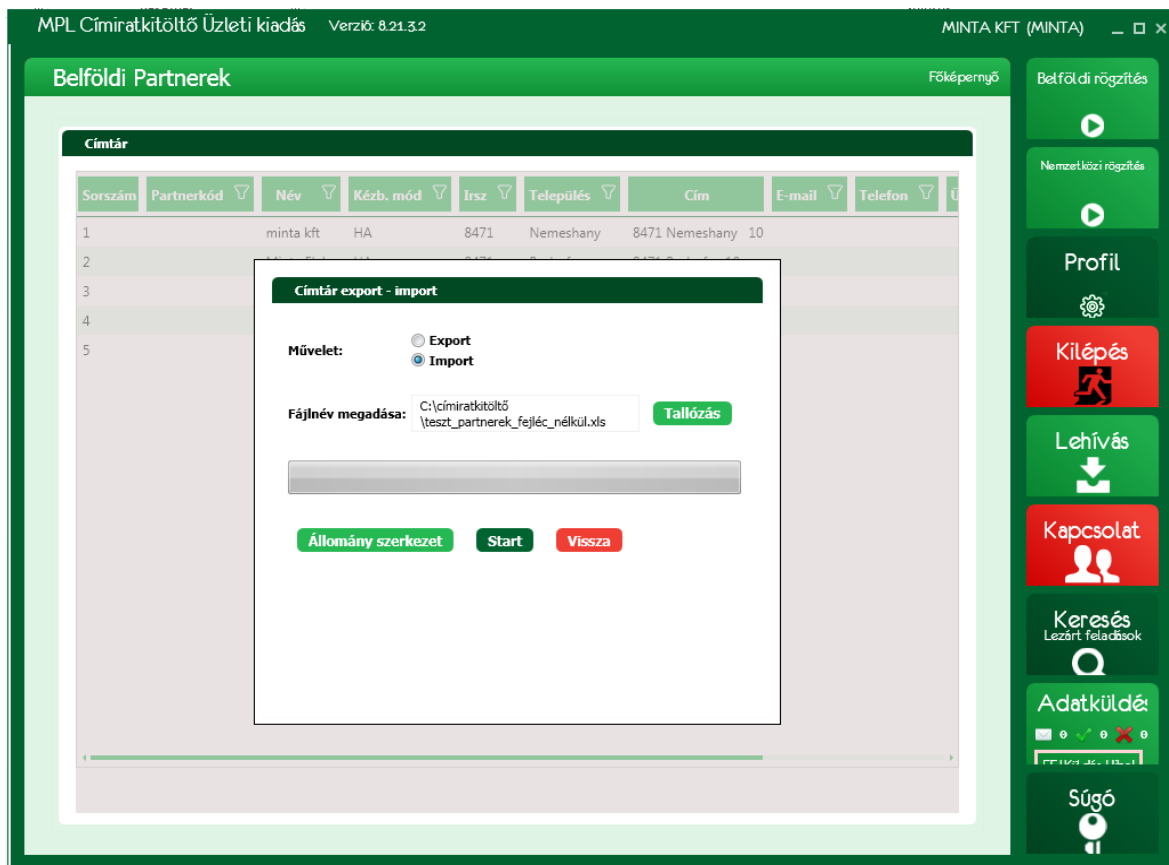 MPL Címiratkitöltő Üzleti kiadás Verzió: 8.21.3.2 MINTA KFT (MINTA)
Belföldi Partnerek Főképernyő
Címtár
Sorszám Partnerkód Név Kézb. mód Irsz Település Cím E-mail Telefon
1 minta kft HA 8471 Nemeshany 8471 Nemeshany 10
2
3
4
5
Címtár export - import
Művelet:
Export
Import
Fájlnév megadása:
C:\címiratkitöltő
\teszt_partnerek_fejléc_nélkül.xls
Tallózás
Állomány szerkezet Start Vissza
Belföldi rögzítés
Nemzetközi rögzítés
Profil
Kilépés
Lehívás
Kapcsolat
Keresés
Lezárt feladások
Adatküldés
0 0 0
Súgó